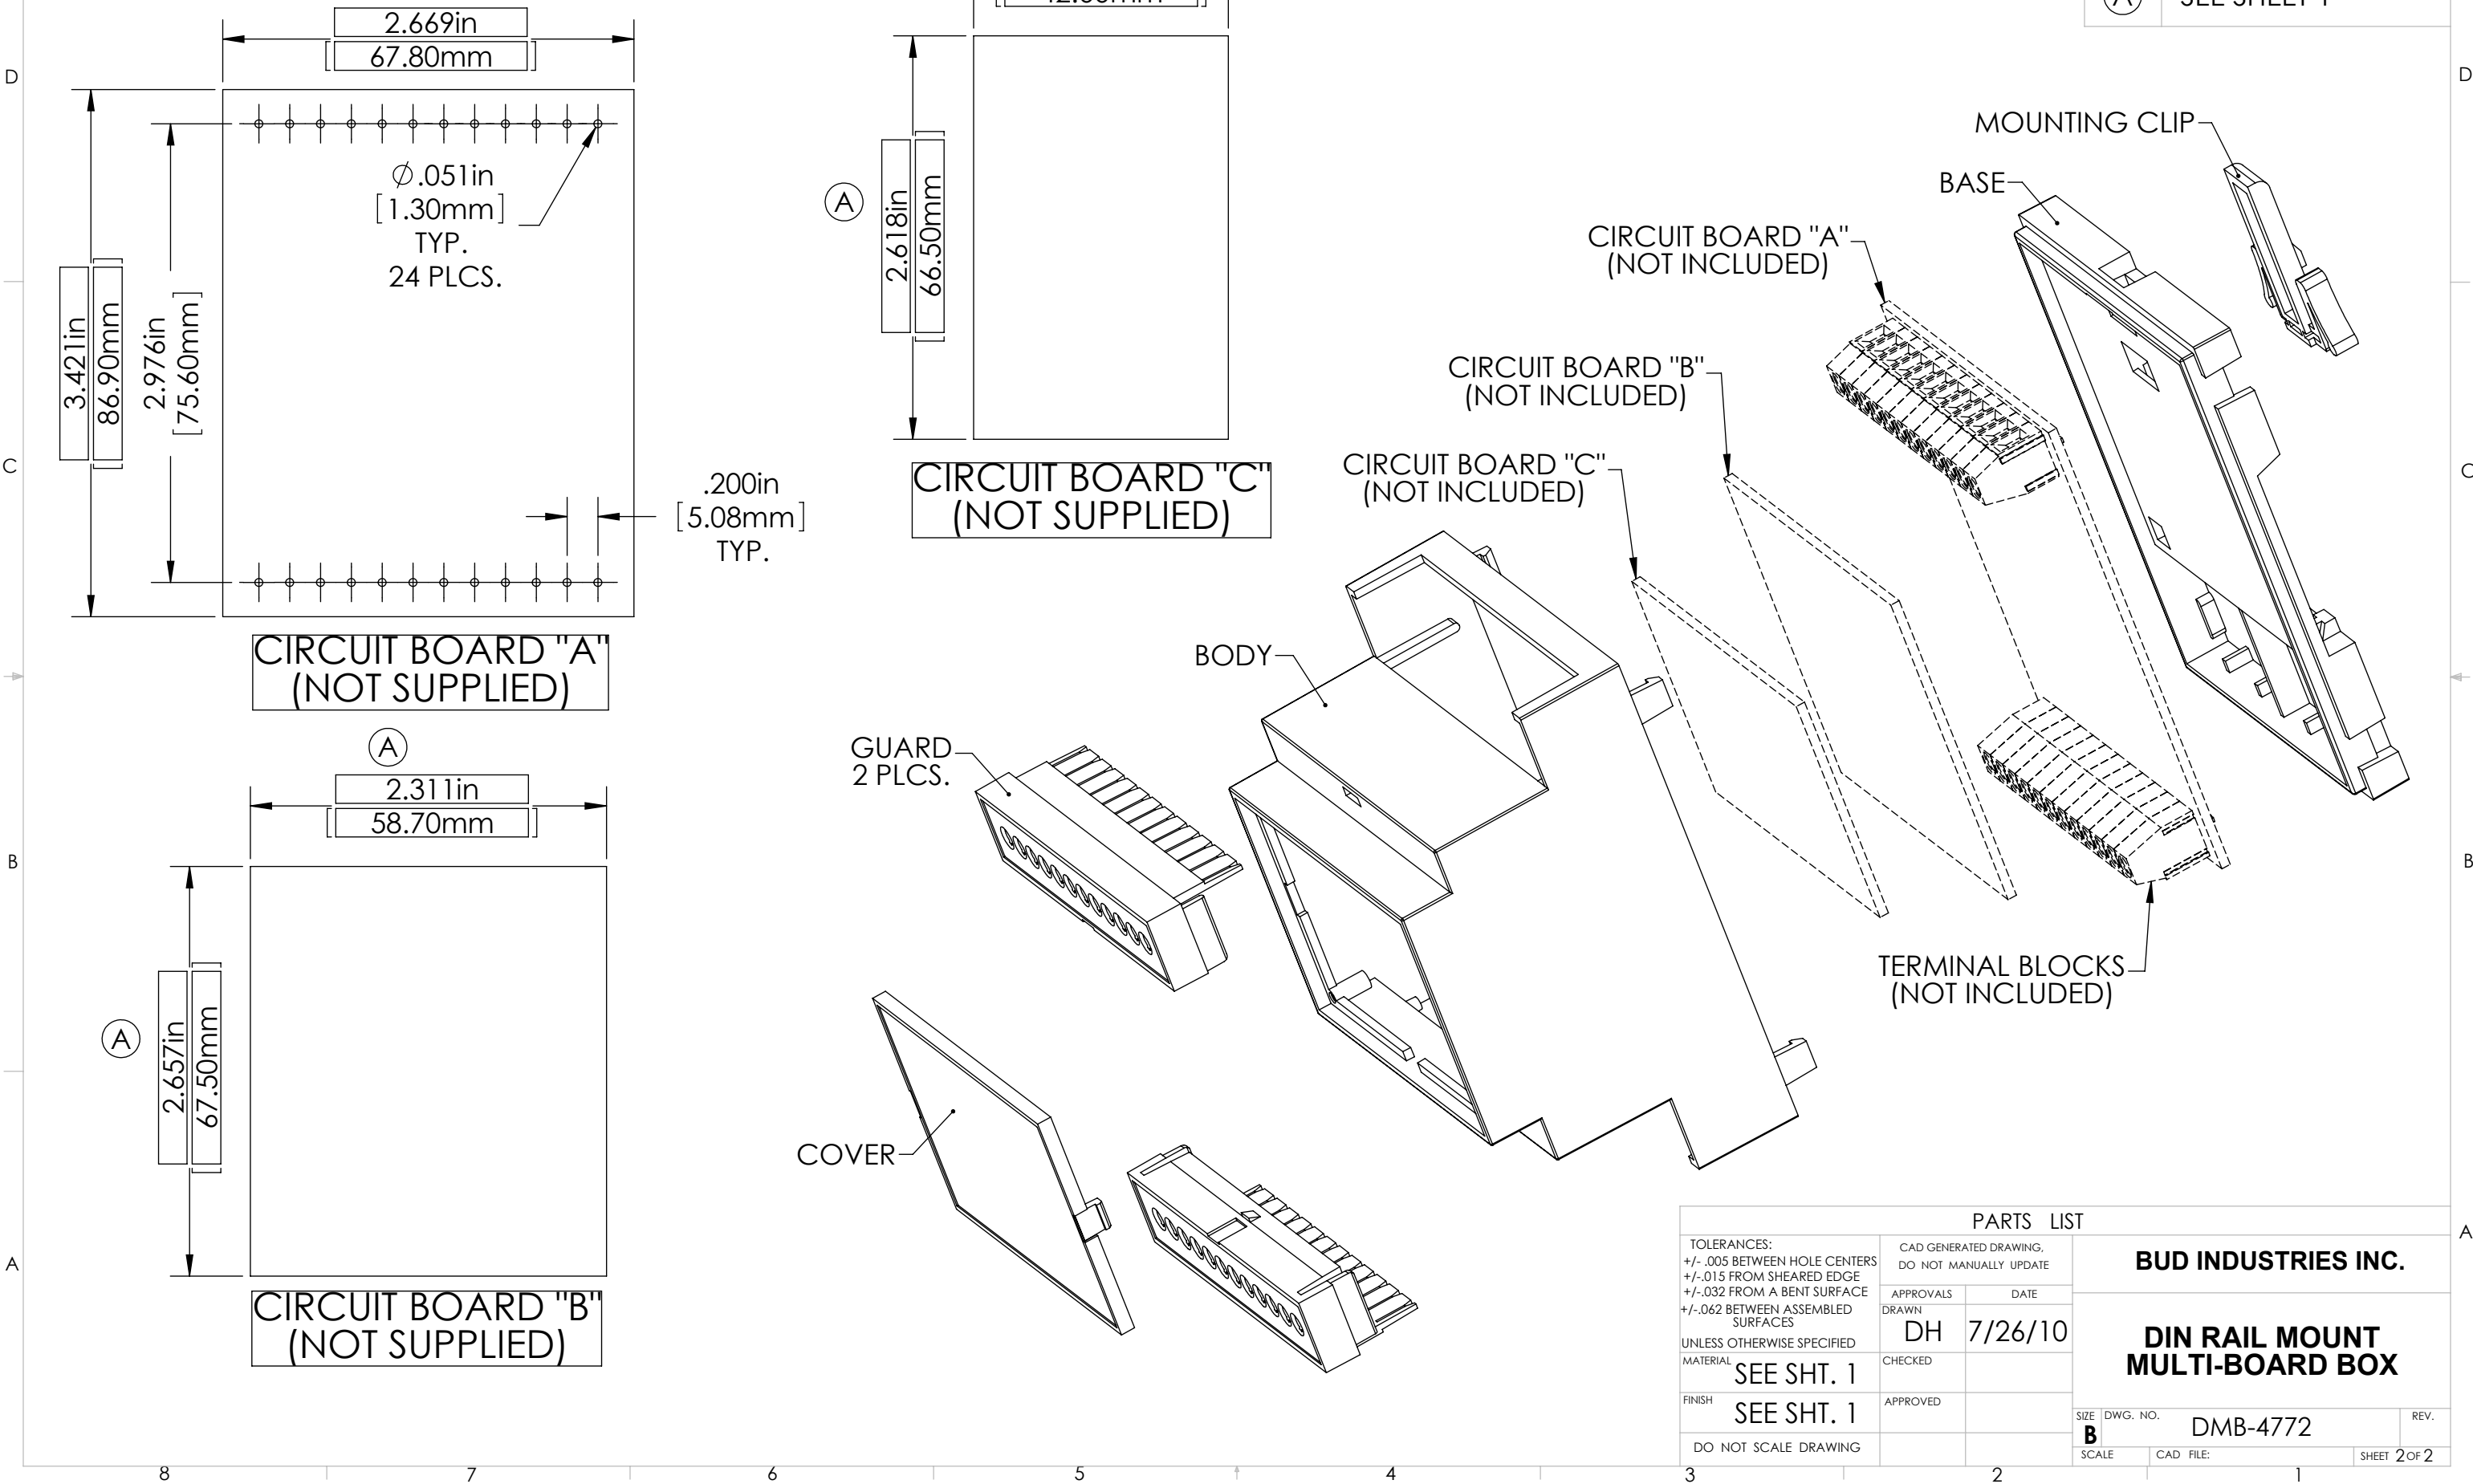 2.669in
[67.80mm]
D
D
SEE SHEET 1
MOUNTING CLIP
BASE
CIRCUIT BOARD "A"
(NOT INCLUDED)
Ø.051in
[1.30mm]
TYP.
24 PLCS.
A
2.618in
[66.50mm]
3.421in
[86.90mm]
2.976in
[75.60mm]
CIRCUIT BOARD "B"
(NOT INCLUDED)
C
C
CIRCUIT BOARD "C"
(NOT SUPPLIED)
CIRCUIT BOARD "C"
(NOT INCLUDED)
.200in
[5.08mm]
TYP.
CIRCUIT BOARD "A"
(NOT SUPPLIED)
BODY
A
GUARD
2 PLCS.
2.311in
[58.70mm]
B
B
TERMINAL BLOCKS
(NOT INCLUDED)
A
2.657in
[67.50mm]
COVER
A
A
CIRCUIT BOARD "B"
(NOT SUPPLIED)
PARTS LIST
TOLERANCES:
+/- .005 BETWEEN HOLE CENTERS
+/-.015 FROM SHEARED EDGE
+/-.032 FROM A BENT SURFACE
+/-.062 BETWEEN ASSEMBLED
SURFACES
UNLESS OTHERWISE SPECIFIED
CAD GENERATED DRAWING,
DO NOT MANUALLY UPDATE
APPROVALS
DATE
DRAWN
DH
7/26/10
MATERIAL
SEE SHT. 1
CHECKED
FINISH
SEE SHT. 1
APPROVED
DO NOT SCALE DRAWING
BUD INDUSTRIES INC.
DIN RAIL MOUNT
MULTI-BOARD BOX
SIZE
B
DWG. NO.
DMB-4772
REV.
SCALE
CAD FILE:
SHEET 2 OF 2
8
7
6
5
4
3
2
1